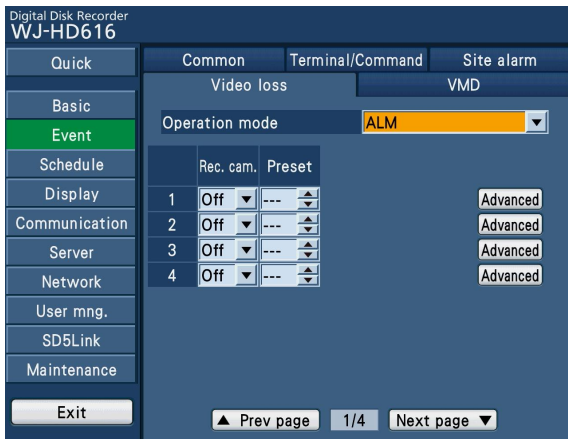 Digital Disk Recorder
WJ-HD616
Quick
Basic
Event
Schedule
Display
Communication
Server
Network
User mng.
SD5Link
Maintenance
Exit
Common Terminal/Command Site alarm
Video loss VMD
Operation mode ALM
Rec. cam. Preset
1 Off --- Advanced
2 Off --- Advanced
3 Off --- Advanced
4 Off --- Advanced
▲ Prev page 1/4 Next page ▼